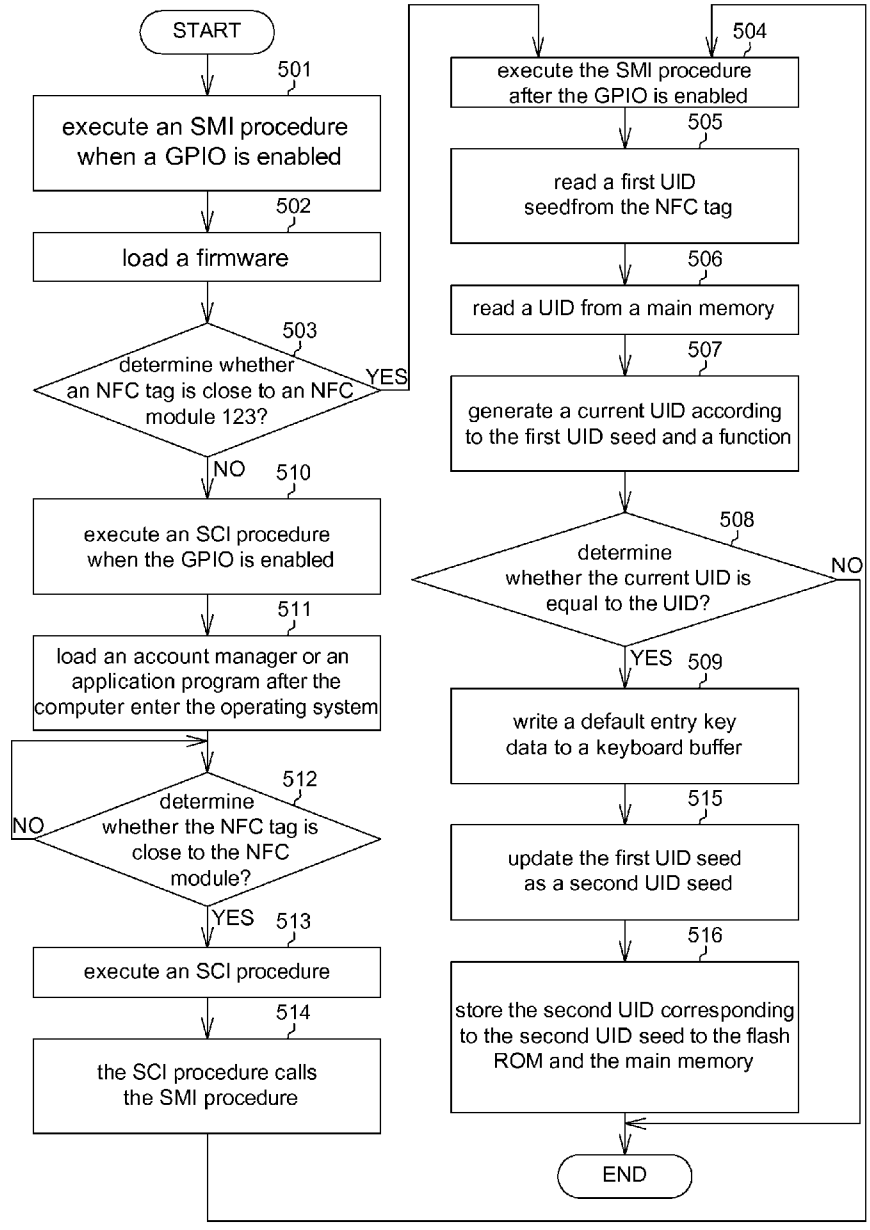 START
501
execute an SMI procedure
when a GPIO is enabled
502
load a firmware
503
determine whether
an NFC tag is close to an NFC
module 123?
YES
NO
510
execute an SCI procedure
when the GPIO is enabled
511
load an account manager or an
application program after the
computer enter the operating system
512
determine
whether the NFC tag is
close to the NFC
module?
NO
YES
513
execute an SCI procedure
514
the SCI procedure calls
the SMI procedure
504
execute the SMI procedure
after the GPIO is enabled
505
read a first UID
seedfrom the NFC tag
506
read a UID from a main memory
507
generate a current UID according
to the first UID seed and a function
508
determine
whether the current UID is
equal to the UID?
NO
YES
509
write a default entry key
data to a keyboard buffer
515
update the first UID seed
as a second UID seed
516
store the second UID corresponding
to the second UID seed to the flash
ROM and the main memory
END